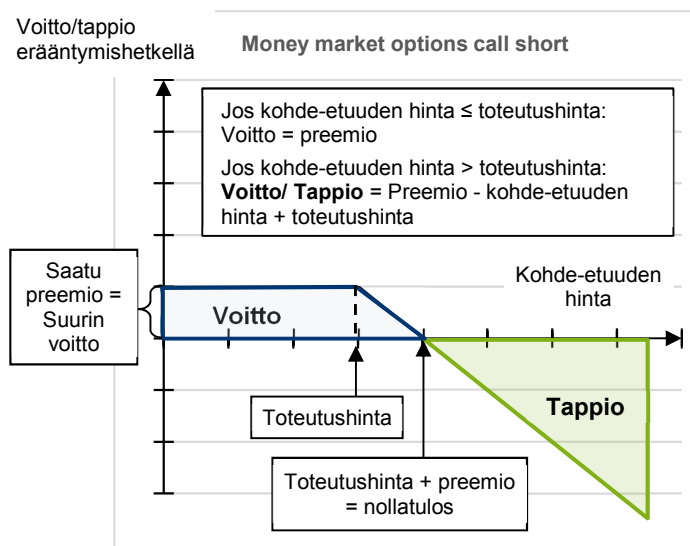 Voitto/tappio
erääntymishetkellä
Money market options call short
Jos kohde-etuuden hinta ≤ toteutushinta:
Voitto = preemio
Jos kohde-etuuden hinta > toteutushinta:
Voitto/ Tappio = Preemio - kohde-etuuden
hinta + toteutushinta
Saatu
preemio =
Suurin
voitto
Voitto
Kohde-etuuden
hinta
Toteutushinta
Tappio
Toteutushinta + preemio
= nollatulos